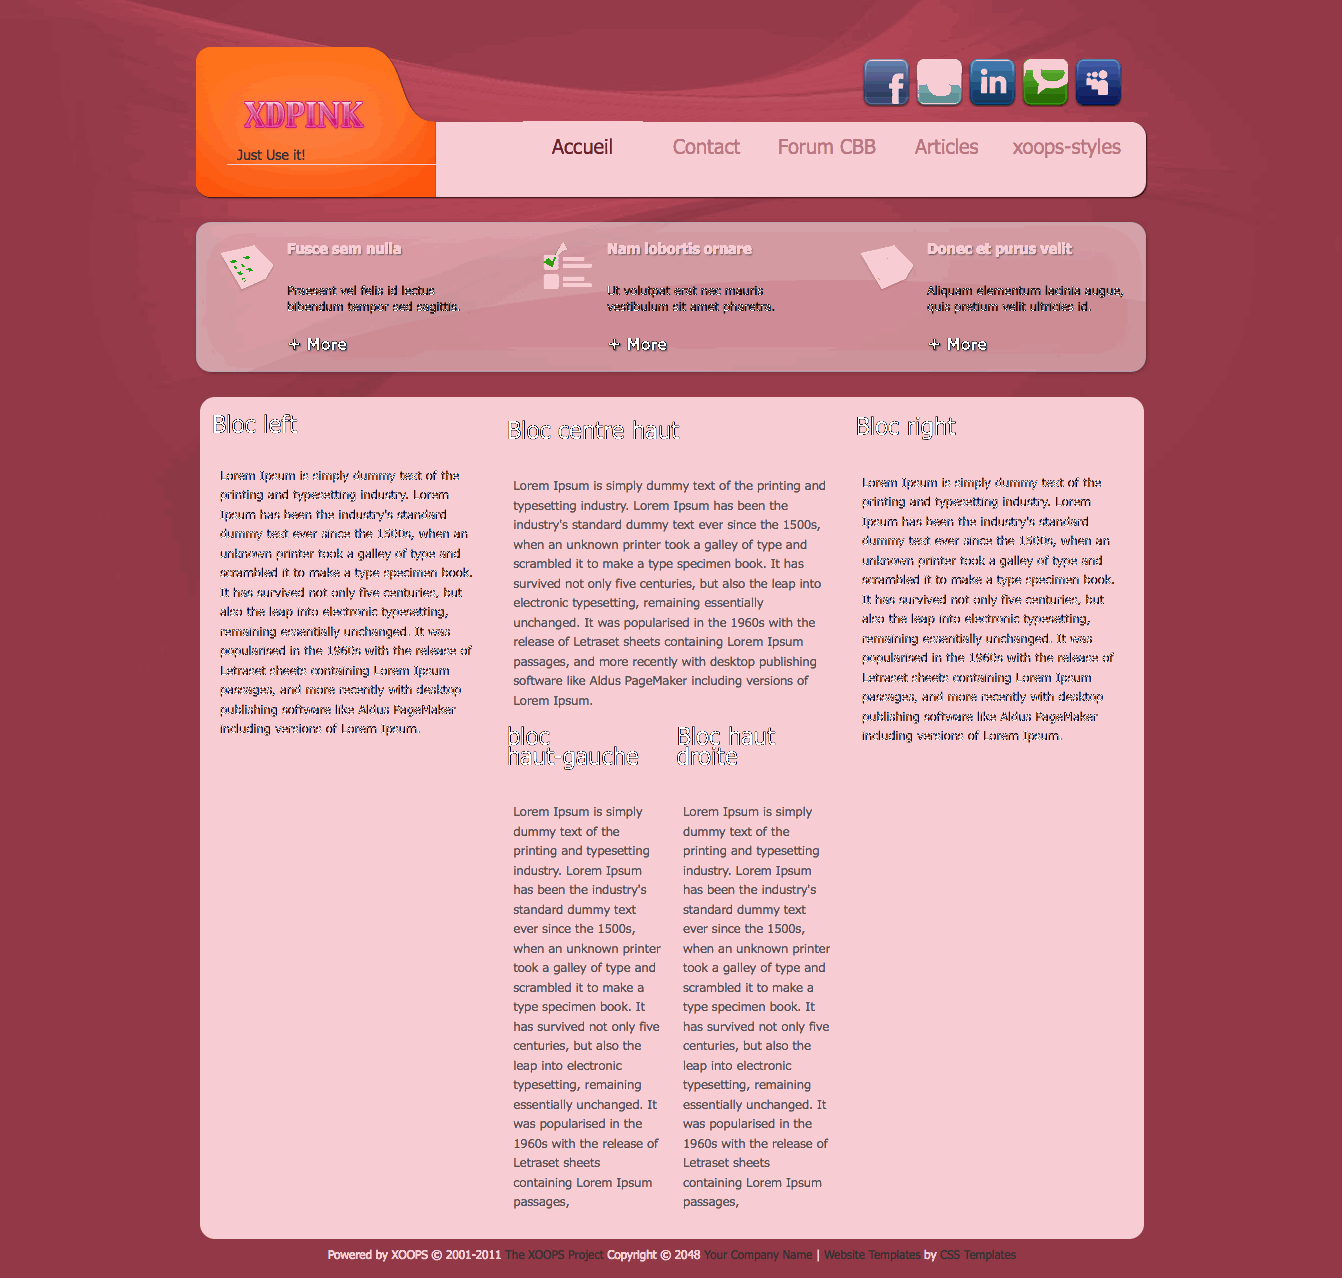 XDPINK
Just Use it!
Accueil
Contact
Forum CBB
Articles
xoops-styles
Fusce sem nulla
Praesent vel felis id lectus
bibendum tempor sed sagittis.
+ More
Nam lobortis ornare
Ut volutpat erat nec mauris
vestibulum sit amet pharetra.
+ More
Donec et purus velit
Aliquam elementum lacinia augue,
quis pretium velit ultricies id.
+ More
Bloc left
Lorem Ipsum is simply dummy text of the
printing and typesetting industry. Lorem
Ipsum has been the industry's standard
dummy text ever since the 1500s, when an
unknown printer took a galley of type and
scrambled it to make a type specimen book.
It has survived not only five centuries, but
also the leap into electronic typesetting,
remaining essentially unchanged. It was
popularised in the 1960s with the release of
Letraset sheets containing Lorem Ipsum
passages, and more recently with desktop
publishing software like Aldus PageMaker
including versions of Lorem Ipsum.
Bloc centre haut
Lorem Ipsum is simply dummy text of the printing and
typesetting industry. Lorem Ipsum has been the
industry's standard dummy text ever since the 1500s,
when an unknown printer took a galley of type and
scrambled it to make a type specimen book. It has
survived not only five centuries, but also the leap into
electronic typesetting, remaining essentially
unchanged. It was popularised in the 1960s with the
release of Letraset sheets containing Lorem Ipsum
passages, and more recently with desktop publishing
software like Aldus PageMaker including versions of
Lorem Ipsum.
bloc
haut-gauche
Lorem Ipsum is simply
dummy text of the
printing and typesetting
industry. Lorem Ipsum
has been the industry's
standard dummy text
ever since the 1500s,
when an unknown printer
took a galley of type and
scrambled it to make a
type specimen book. It
has survived not only five
centuries, but also the
leap into electronic
typesetting, remaining
essentially unchanged. It
was popularised in the
1960s with the release of
Letraset sheets
containing Lorem Ipsum
passages,
Bloc haut
droite
Lorem Ipsum is simply
dummy text of the
printing and typesetting
industry. Lorem Ipsum
has been the industry's
standard dummy text
ever since the 1500s,
when an unknown printer
took a galley of type and
scrambled it to make a
type specimen book. It
has survived not only five
centuries, but also the
leap into electronic
typesetting, remaining
essentially unchanged. It
was popularised in the
1960s with the release of
Letraset sheets
containing Lorem Ipsum
passages,
Bloc right
Lorem Ipsum is simply dummy text of the
printing and typesetting industry. Lorem
Ipsum has been the industry's standard
dummy text ever since the 1500s, when an
unknown printer took a galley of type and
scrambled it to make a type specimen book.
It has survived not only five centuries, but
also the leap into electronic typesetting,
remaining essentially unchanged. It was
popularised in the 1960s with the release of
Letraset sheets containing Lorem Ipsum
passages, and more recently with desktop
publishing software like Aldus PageMaker
including versions of Lorem Ipsum.
Powered by XOOPS © 2001-2011 The XOOPS Project Copyright © 2048 Your Company Name | Website Templates by CSS Templates